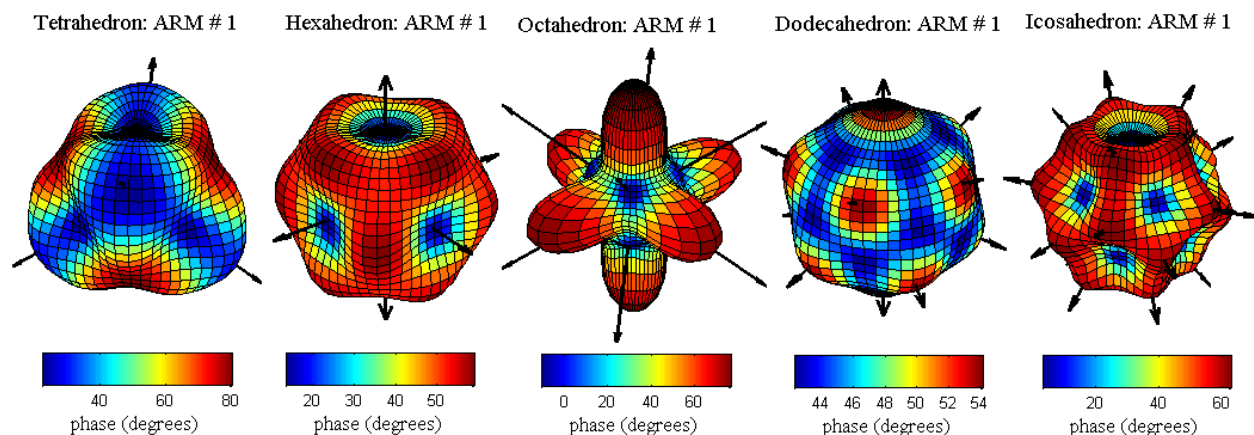 Tetrahedron: ARM # 1
Hexahedron: ARM # 1
Octahedron: ARM # 1
Dodecahedron: ARM # 1
Icosahedron: ARM # 1
40 60 80
phase (degrees)
20 30 40 50
phase (degrees)
0 20 40 60
phase (degrees)
44 46 48 50 52 54
phase (degrees)
20 40 60
phase (degrees)